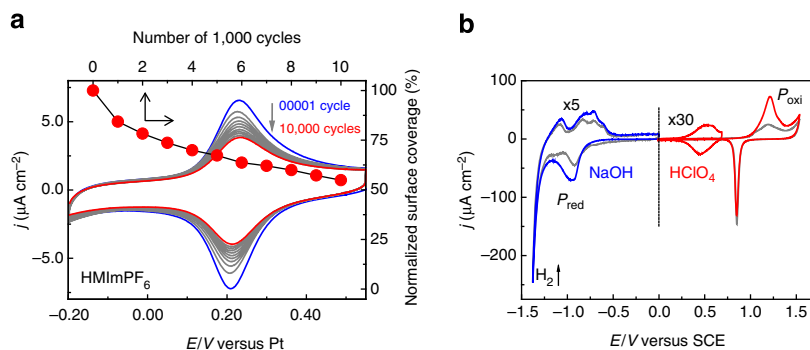 a
Number of 1,000 cycles
0 2 4 6 8 10
j (μA cm⁻²)
5.0
0.0
−5.0
00001 cycle
10,000 cycles
HMImPF₆
100
75
50
25
0
Normalized surface coverage (%)
−0.20 0.00 0.20 0.40
E/V versus Pt
b
j (μA cm⁻²)
100
0
−100
−200
x5
x30
Poxi
NaOH
HClO₄
Pred
H₂
−1.5 −1.0 −0.5 0.0 0.5 1.0 1.5
E/V versus SCE